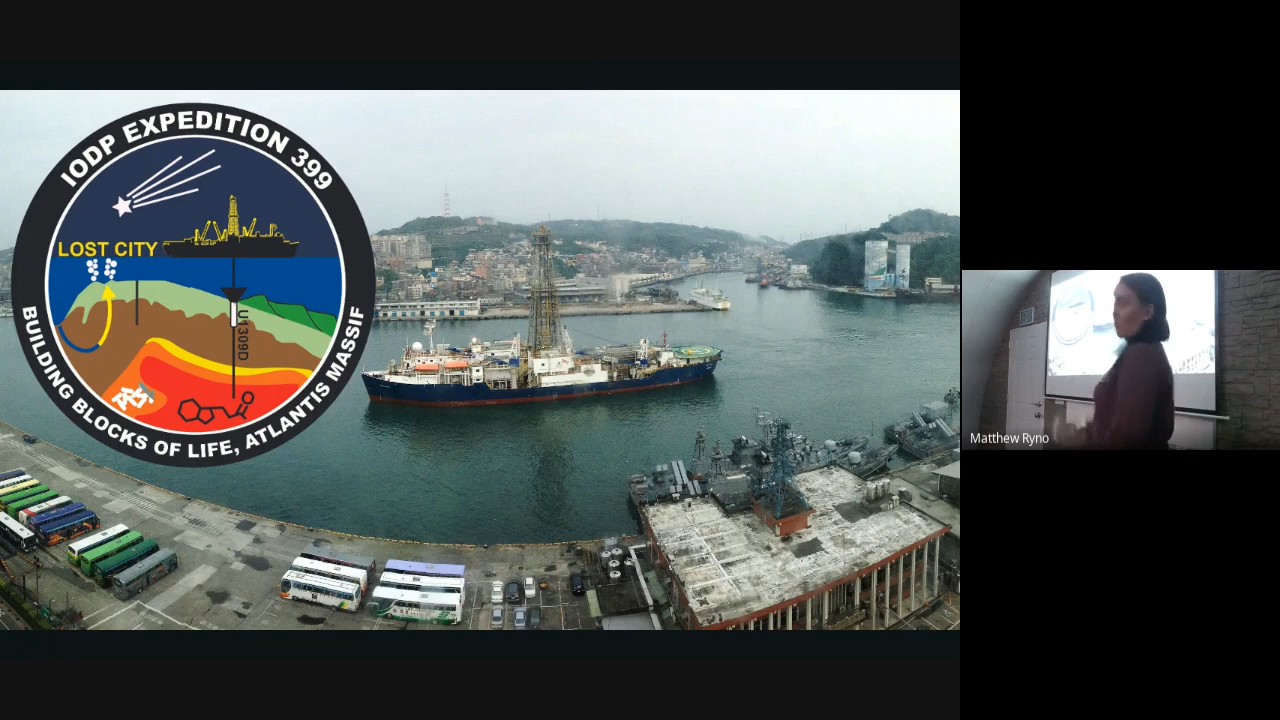 IODP EXPEDITION 399
LOST CITY
U1309D
BUILDING BLOCKS OF LIFE, ATLANTIS MASSIF
Matthew Ryno